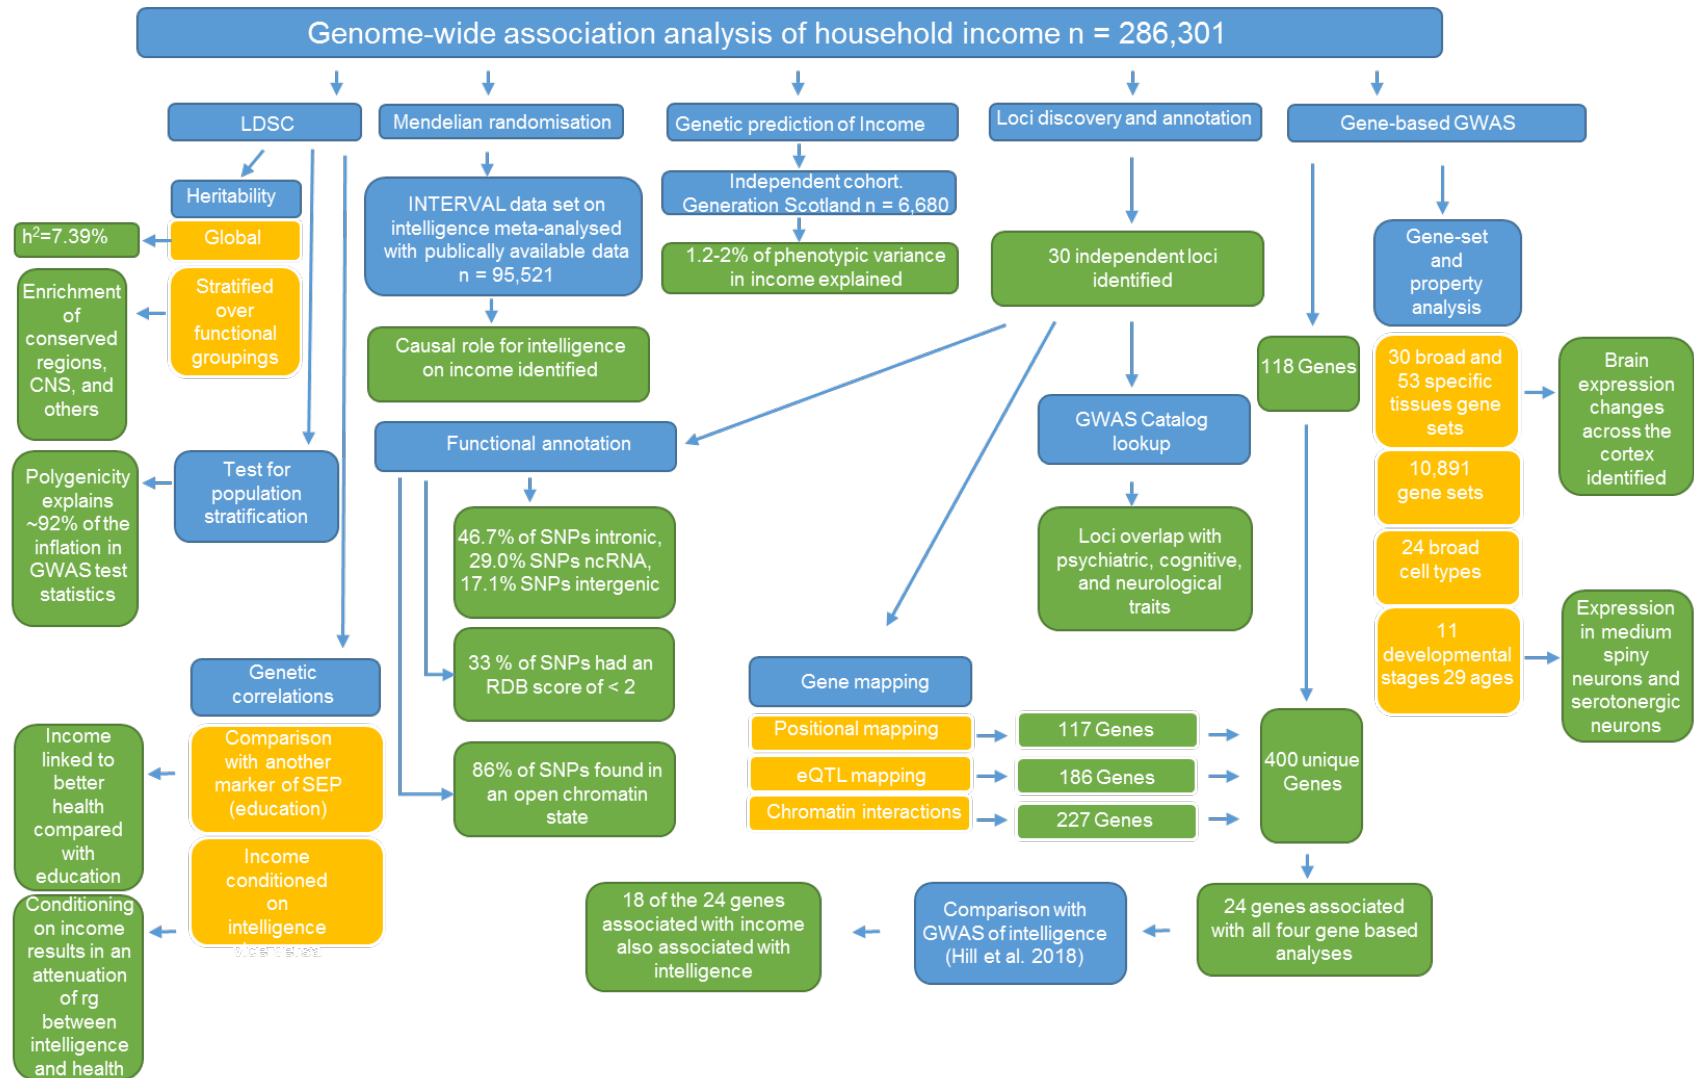 Genome-wide association analysis of household income n = 286,301
LDSC
Mendelian randomisation
Genetic prediction of Income
Loci discovery and annotation
Gene-based GWAS
Heritability
Global
h²=7.39%
Stratified
over
functional
groupings
Enrichment
of
conserved
regions,
CNS, and
others
Test for
population
stratification
Polygenicity
explains
~92% of the
inflation in
GWAS test
statistics
Genetic
correlations
Comparison
with another
marker of SEP
(education)
Income
linked to
better
health
compared
with
education
Income
conditioned
on
intelligence
Conditioning
on income
results in an
attenuation
of rg
between
intelligence
and health
INTERVAL data set on
intelligence meta-analysed
with publically available data
n = 95,521
Causal role for intelligence
on income identified
Independent cohort.
Generation Scotland n = 6,680
1.2-2% of phenotypic variance
in income explained
30 independent loci
identified
Functional annotation
46.7% of SNPs intronic,
29.0% SNPs ncRNA,
17.1% SNPs intergenic
33 % of SNPs had an
RDB score of < 2
86% of SNPs found in
an open chromatin
state
GWAS Catalog
lookup
Loci overlap with
psychiatric, cognitive,
and neurological
traits
Gene mapping
Positional mapping
117 Genes
eQTL mapping
186 Genes
Chromatin interactions
227 Genes
118 Genes
400 unique
Genes
24 genes associated
with all four gene based
analyses
Comparison with
GWAS of intelligence
(Hill et al. 2018)
18 of the 24 genes
associated with income
also associated with
intelligence
Gene-set
and
property
analysis
30 broad and
53 specific
tissues gene
sets
Brain
expression
changes
across the
cortex
identified
10,891
gene sets
24 broad
cell types
11
developmental
stages 29 ages
Expression
in medium
spiny
neurons and
serotonergic
neurons